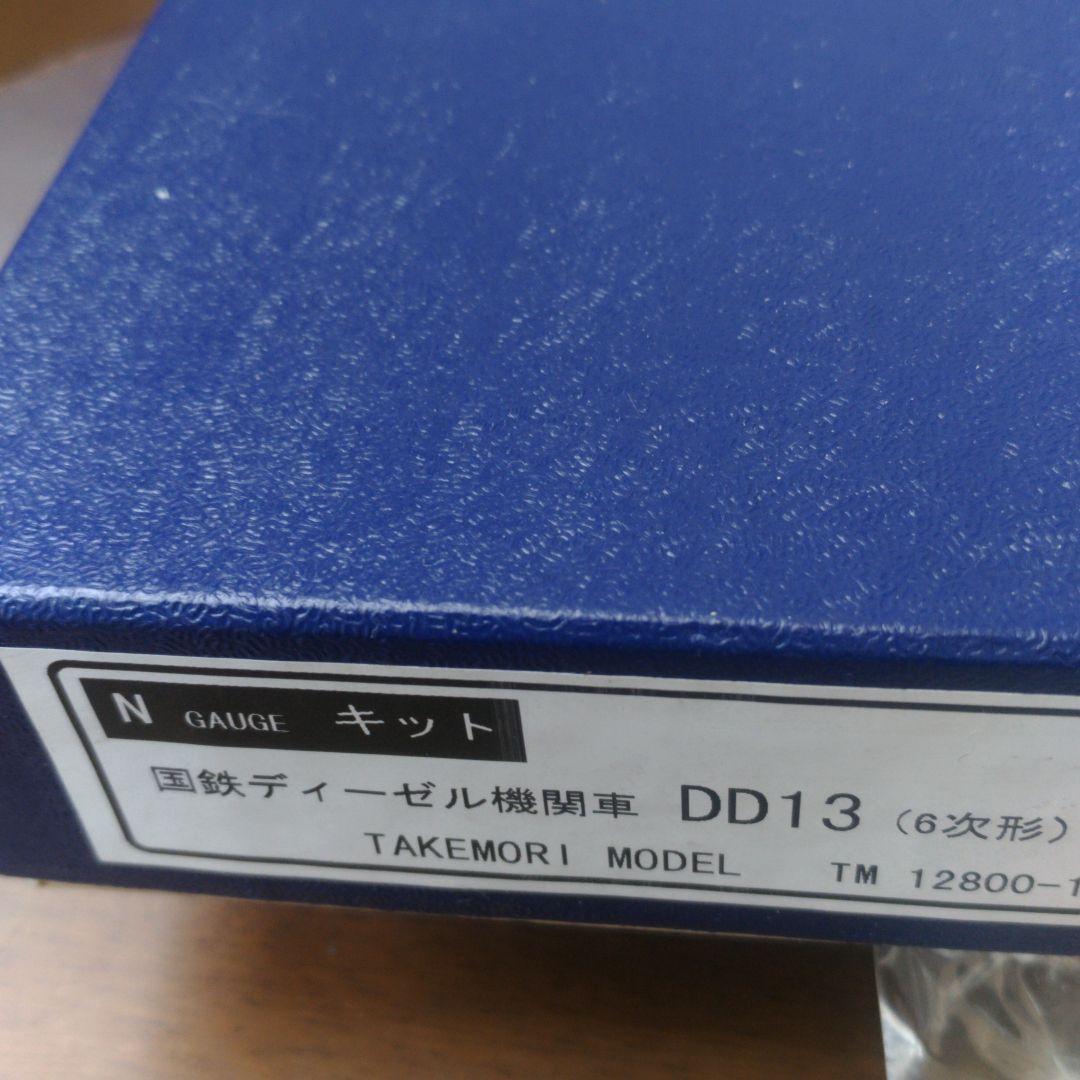 N GAUGE キット
国鉄ディーゼル機関車 DD13 (6次形)
TAKEMORI MODEL TM 12800-1